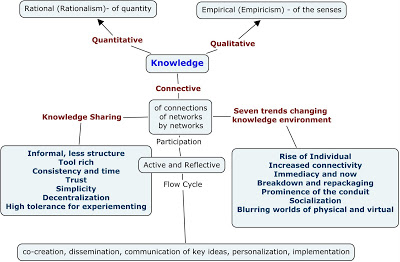 Rational (Rationalism)- of quantity
Empirical (Empiricism) - of the senses
Quantitative
Qualitative
Knowledge
Connective
Knowledge Sharing
of connections
of networks
by networks
Seven trends changing
knowledge environment
Participation
Informal, less structure
Tool rich
Consistency and time
Trust
Simplicity
Decentralization
High tolerance for experiementing
Active and Reflective
Flow Cycle
Rise of Individual
Increased connectivity
Immediacy and now
Breakdown and repackaging
Prominence of the conduit
Socialization
Blurring worlds of physical and virtual
co-creation, dissemination, communication of key ideas, personalization, implementation